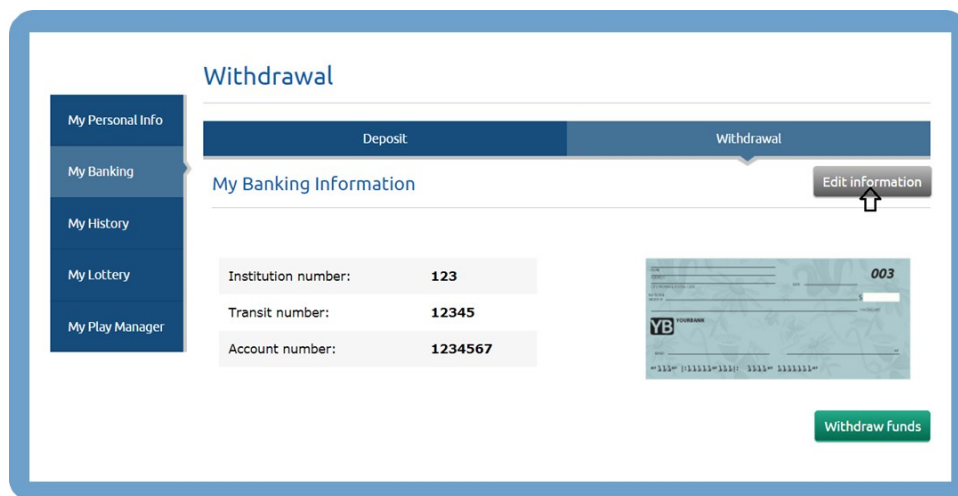 Withdrawal
My Personal Info
My Banking
My History
My Lottery
My Play Manager
Deposit
Withdrawal
My Banking Information
Edit information
Institution number: 123
Transit number: 12345
Account number: 1234567
003
$
YB YOURBANK
Withdraw funds